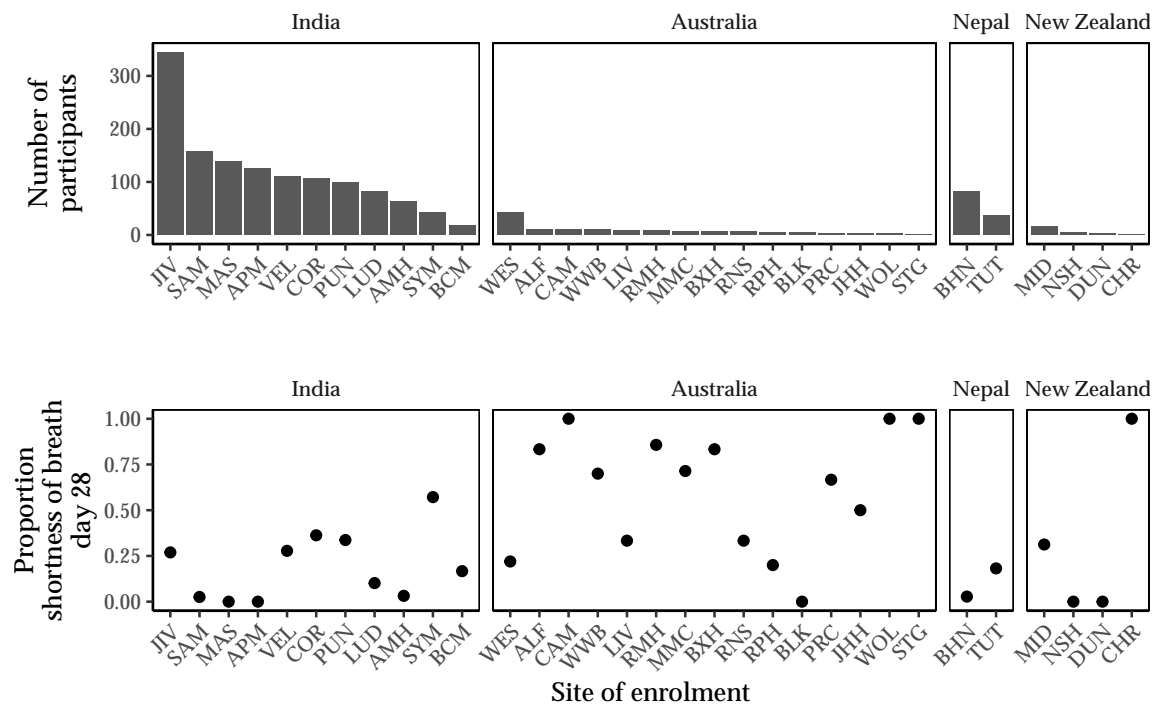 India Australia Nepal New Zealand
Number of
participants
300
200
100
0
JIV SAM MAS APM VEL COR PUN LUD AMH SYM BCM WES ALF CAM WWB LIV RMH MMC BXH RNS RPH BLK PRC JHH WOL STG BHN TUT MID NSH DUN CHR
India Australia Nepal New Zealand
Proportion
shortness of breath
day 28
1.00
0.75
0.50
0.25
0.00
JIV SAM MAS APM VEL COR PUN LUD AMH SYM BCM WES ALF CAM WWB LIV RMH MMC BXH RNS RPH BLK PRC JHH WOL STG BHN TUT MID NSH DUN CHR
Site of enrolment